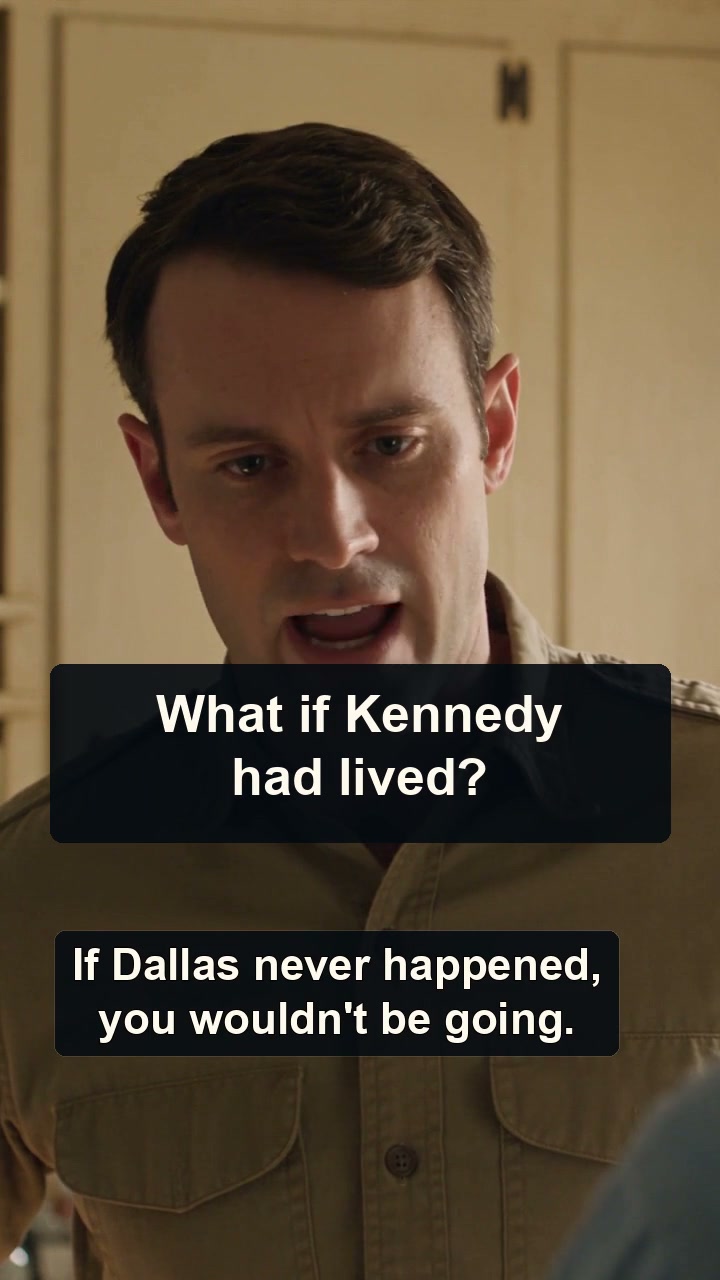 What if Kennedy
had lived?
If Dallas never happened,
you wouldn't be going.